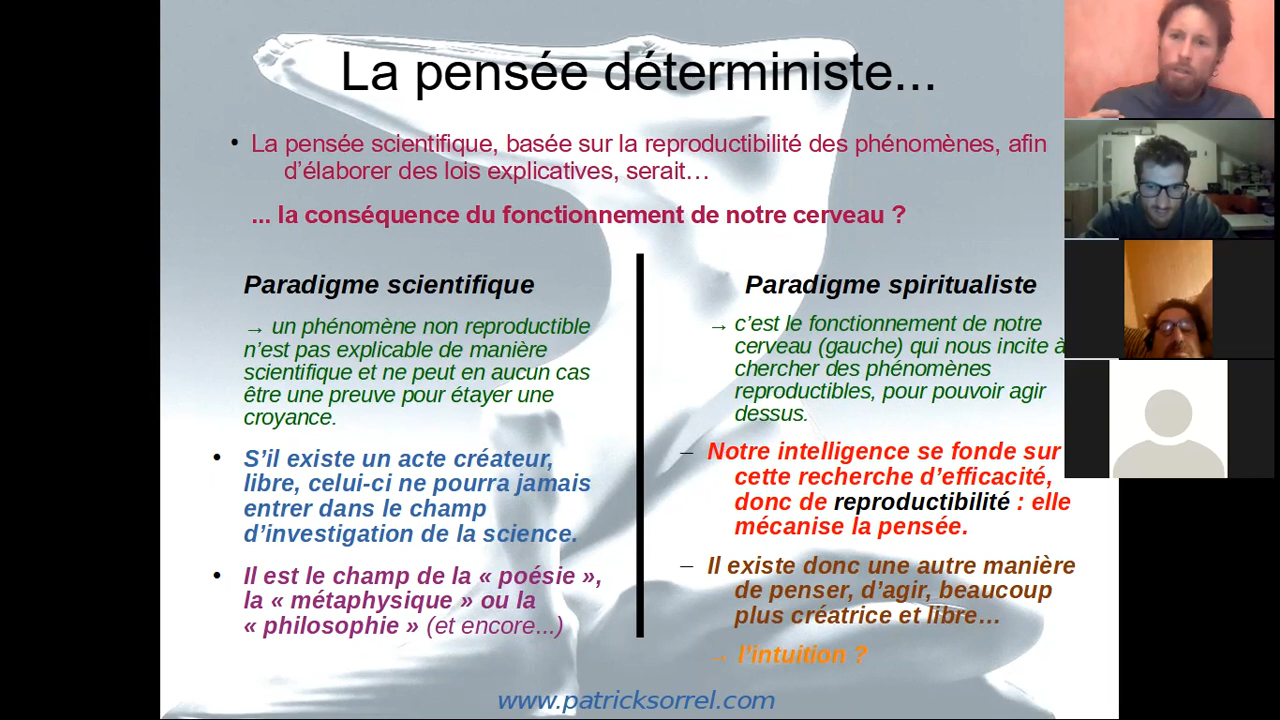 La pensée déterministe...
• La pensée scientifique, basée sur la reproductibilité des phénomènes, afin
d’élaborer des lois explicatives, serait…
... la conséquence du fonctionnement de notre cerveau ?
Paradigme scientifique
→ un phénomène non reproductible
n’est pas explicable de manière
scientifique et ne peut en aucun cas
être une preuve pour étayer une
croyance.
• S’il existe un acte créateur,
libre, celui-ci ne pourra jamais
entrer dans le champ
d’investigation de la science.
• Il est le champ de la « poésie »,
la « métaphysique » ou la
« philosophie » (et encore...)
Paradigme spiritualiste
→ c’est le fonctionnement de notre
cerveau (gauche) qui nous incite à
chercher des phénomènes
reproductibles, pour pouvoir agir
dessus.
– Notre intelligence se fonde sur
cette recherche d’efficacité,
donc de reproductibilité : elle
mécanise la pensée.
– Il existe donc une autre manière
de penser, d’agir, beaucoup
plus créatrice et libre…
→ l’intuition ?
www.patricksorrel.com